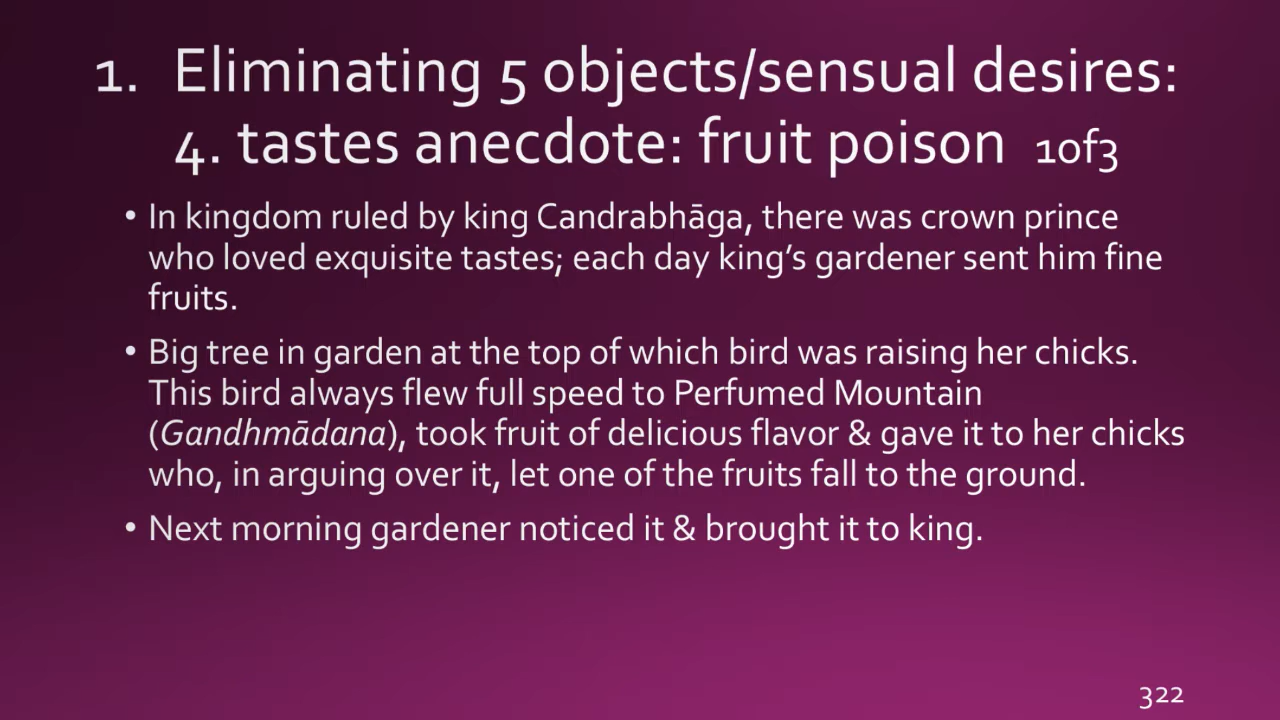 1. Eliminating 5 objects/sensual desires:
4. tastes anecdote: fruit poison 1of3
• In kingdom ruled by king Candrabhāga, there was crown prince
who loved exquisite tastes; each day king’s gardener sent him fine
fruits.
• Big tree in garden at the top of which bird was raising her chicks.
This bird always flew full speed to Perfumed Mountain
(Gandhmādana), took fruit of delicious flavor & gave it to her chicks
who, in arguing over it, let one of the fruits fall to the ground.
• Next morning gardener noticed it & brought it to king.
322